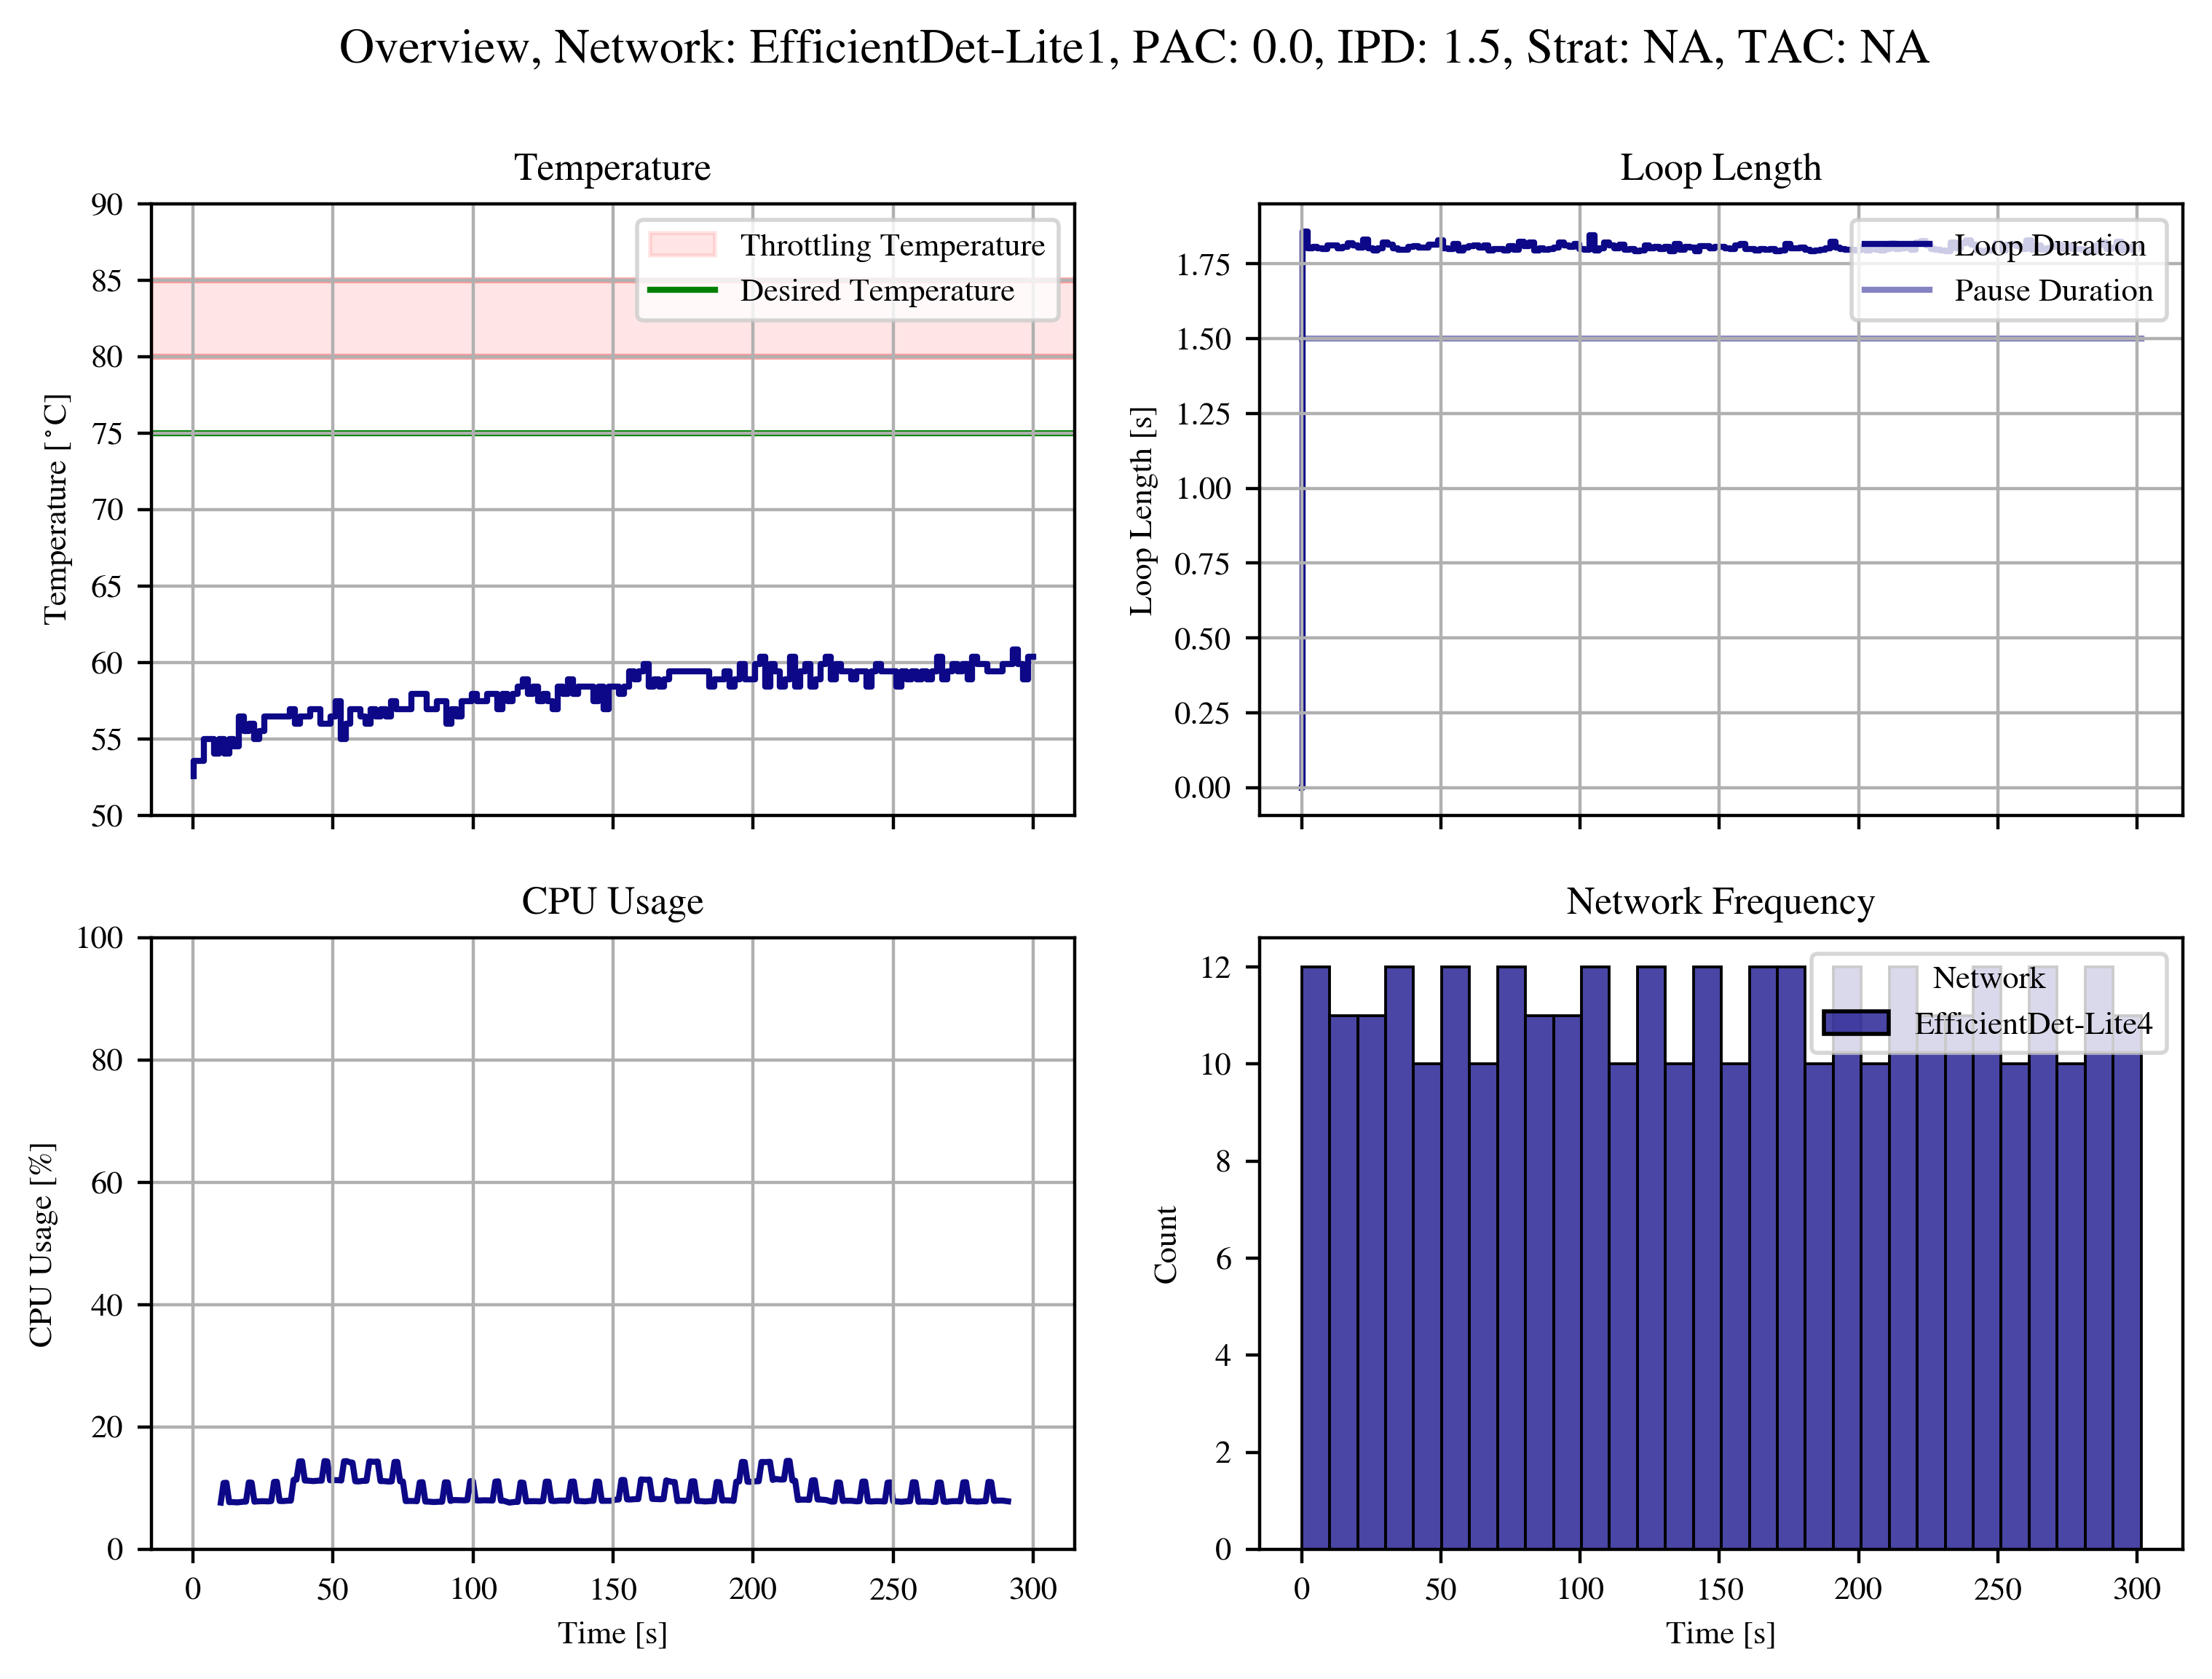 Overview, Network: EfficientDet-Lite1, PAC: 0.0, IPD: 1.5, Strat: NA, TAC: NA
Temperature
90
85
80
75
70
65
60
55
50
Temperature [°C]
Throttling Temperature
Desired Temperature
Loop Length
1.75
1.50
1.25
1.00
0.75
0.50
0.25
0.00
Loop Length [s]
Loop Duration
Pause Duration
CPU Usage
100
80
60
40
20
0
CPU Usage [%]
0 50 100 150 200 250 300
Time [s]
Network Frequency
12
10
8
6
4
2
0
Count
Network
EfficientDet-Lite4
0 50 100 150 200 250 300
Time [s]